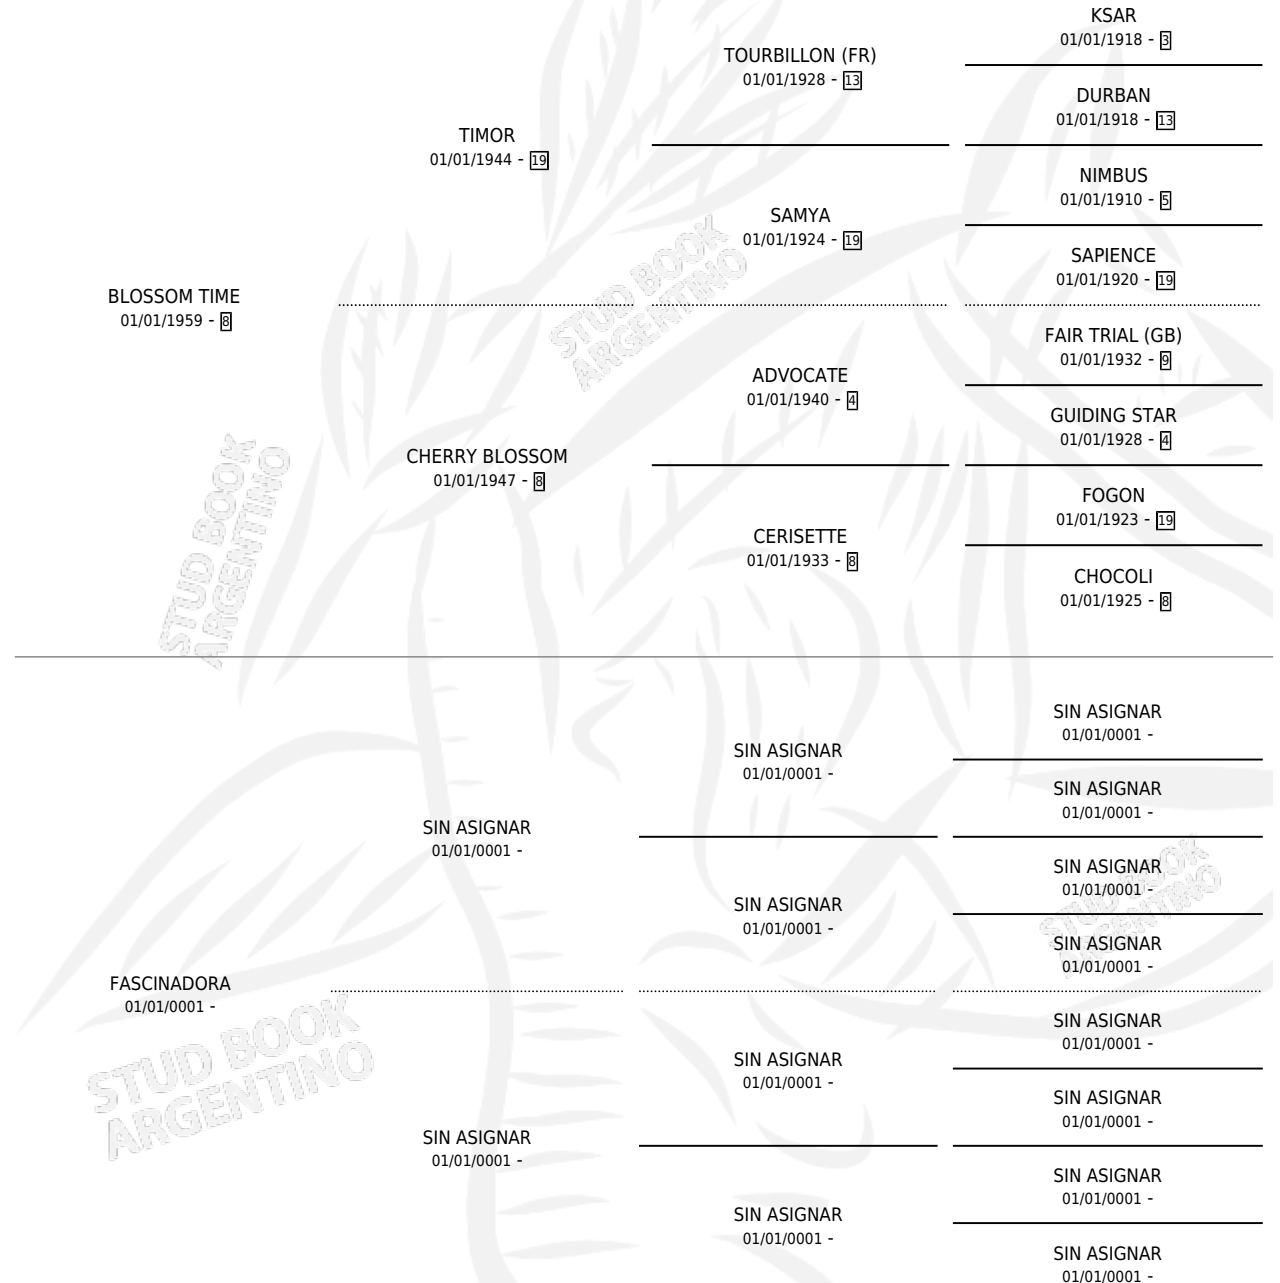 KSAR
01/01/1918 - 3
TOURBILLON (FR)
01/01/1928 - 13
DURBAN
01/01/1918 - 13
TIMOR
01/01/1944 - 19
NIMBUS
01/01/1910 - 5
SAMYA
01/01/1924 - 19
SAPIENCE
01/01/1920 - 19
BLOSSOM TIME
01/01/1959 - 8
FAIR TRIAL (GB)
01/01/1932 - 9
ADVOCATE
01/01/1940 - 4
GUIDING STAR
01/01/1928 - 4
CHERRY BLOSSOM
01/01/1947 - 8
FOGON
01/01/1923 - 19
CERISETTE
01/01/1933 - 8
CHOCOLI
01/01/1925 - 8
STUD BOOK
ARGENTINO
STUD BOOK
ARGENTINO
SIN ASIGNAR
01/01/0001 -
SIN ASIGNAR
01/01/0001 -
SIN ASIGNAR
01/01/0001 -
SIN ASIGNAR
01/01/0001 -
SIN ASIGNAR
01/01/0001 -
SIN ASIGNAR
01/01/0001 -
SIN ASIGNAR
01/01/0001 -
FASCINADORA
01/01/0001 -
SIN ASIGNAR
01/01/0001 -
SIN ASIGNAR
01/01/0001 -
SIN ASIGNAR
01/01/0001 -
SIN ASIGNAR
01/01/0001 -
SIN ASIGNAR
01/01/0001 -
SIN ASIGNAR
01/01/0001 -
SIN ASIGNAR
01/01/0001 -
STUD BOOK
ARGENTINO
STUD BOOK
ARGENTINO